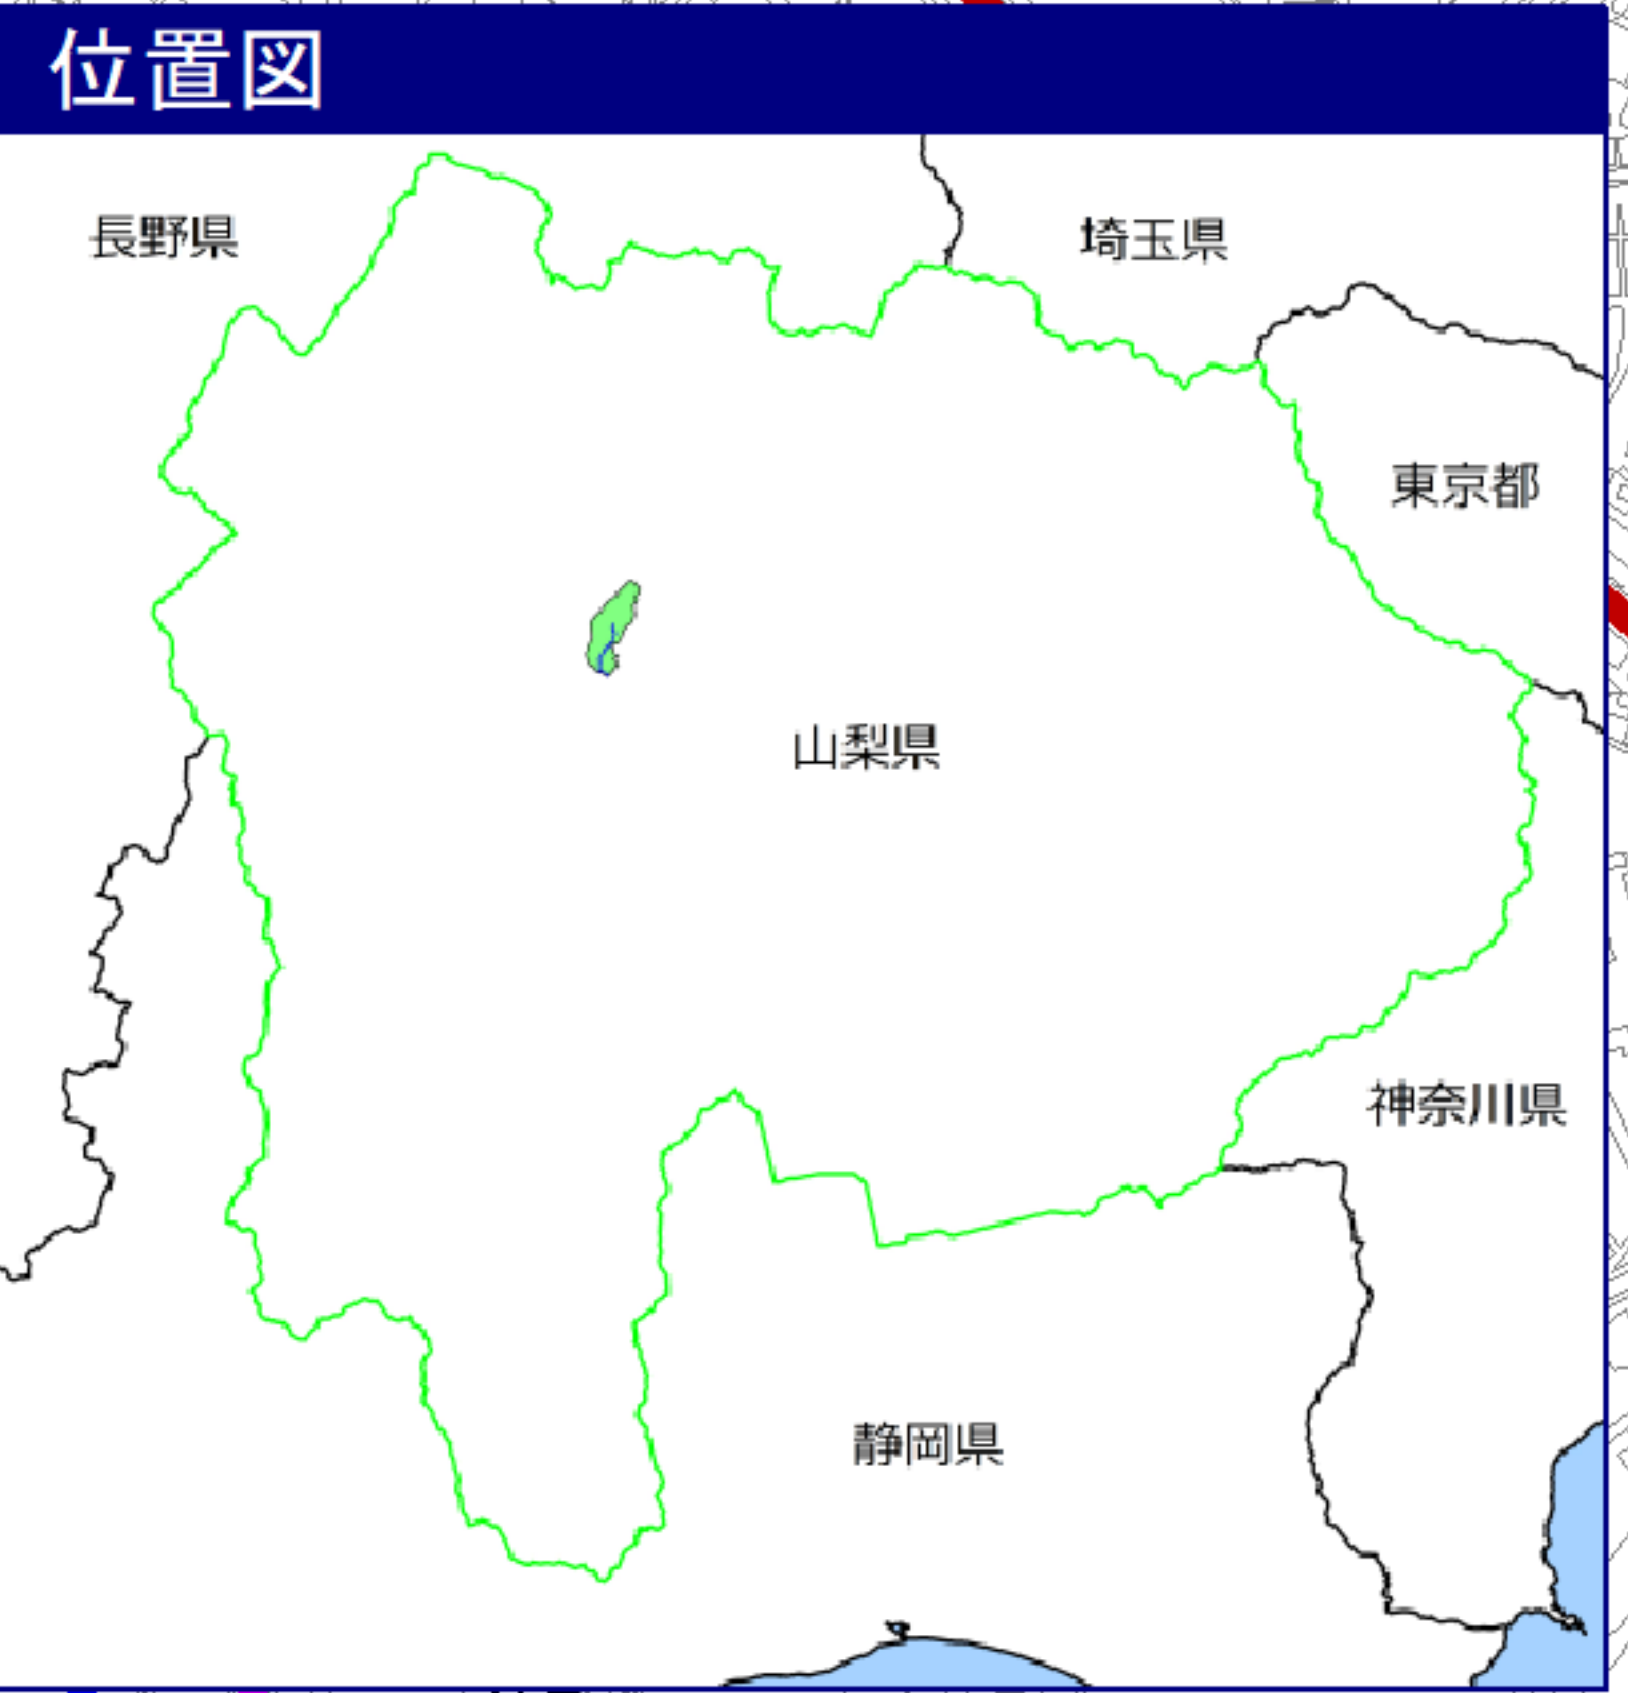 位置図
長野県
埼玉県
東京都
山梨県
神奈川県
静岡県